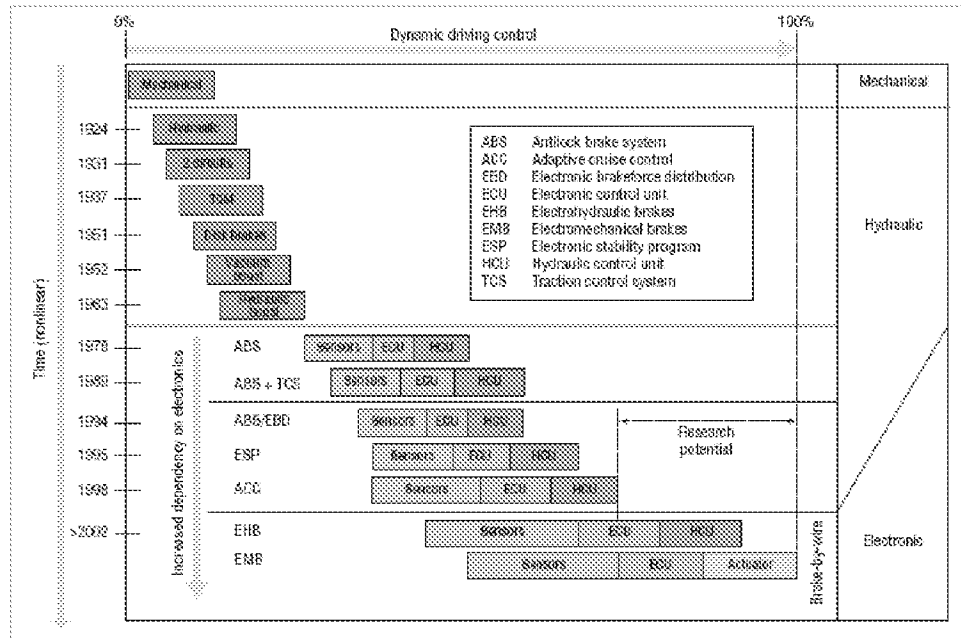 0%
100%
Dynamic driving control
Mechanical
Mechanical
Hydraulic
1924
1931
1937
1951
1952
1963
Time (nonlinear)
ABS Antilock brake system
ACC Adaptive cruise control
EBD Electronic brakeforce distribution
ECU Electronic control unit
EHB Electrohydraulic brakes
EMB Electromechanical brakes
ESP Electronic stability program
HCU Hydraulic control unit
TCS Traction control system
Hydraulic
Increased dependency on electronics
1978
ABS
Sensors ECU HCU
1989
ABS + TCS
Sensors ECU HCU
1994
ABS/EBD
Sensors ECU HCU
Research
potential
1995
ESP
Sensors ECU HCU
1998
ACC
Sensors ECU HCU
>2002
EHB
Sensors ECU HCU
EMB
Sensors ECU Actuator
Brake-by-wire
Electronic